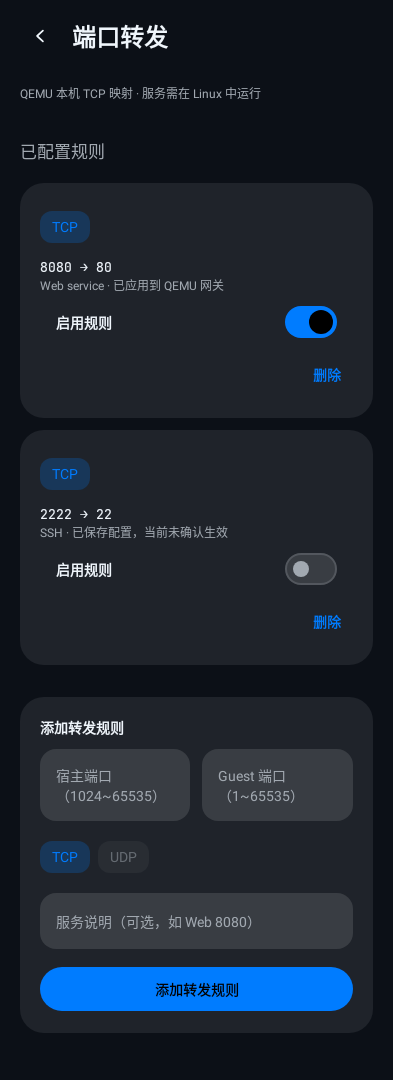 端口转发
QEMU 本机 TCP 映射 · 服务需在 Linux 中运行
已配置规则
TCP
8080 → 80
Web service · 已应用到 QEMU 网关
启用规则
删除
TCP
2222 → 22
SSH · 已保存配置，当前未确认生效
启用规则
删除
添加转发规则
宿主端口
（1024~65535）
Guest 端口
（1~65535）
TCP
UDP
服务说明（可选，如 Web 8080）
添加转发规则